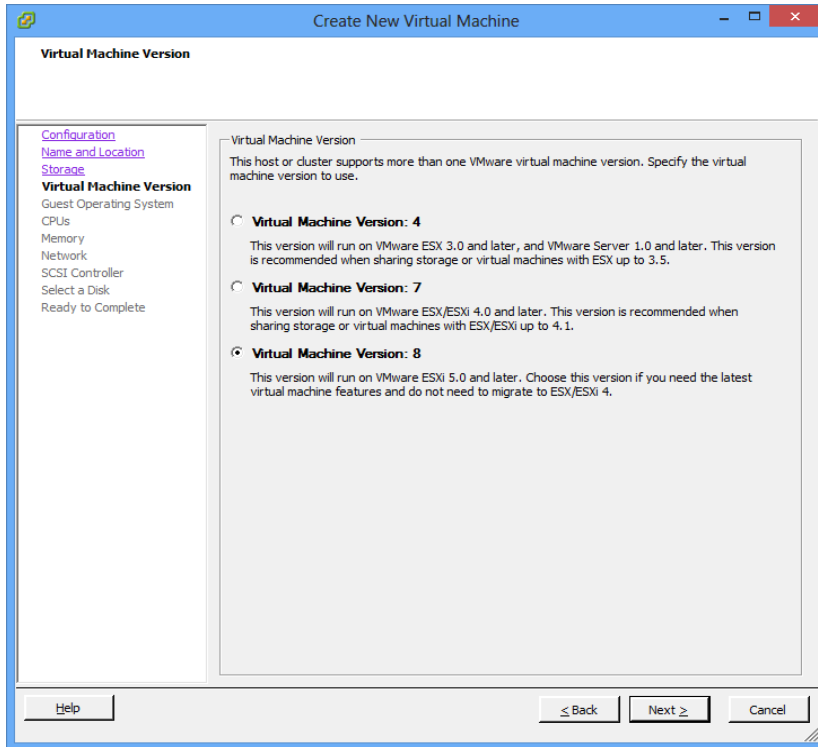 Create New Virtual Machine
Virtual Machine Version
Configuration
Name and Location
Storage
Virtual Machine Version
Guest Operating System
CPUs
Memory
Network
SCSI Controller
Select a Disk
Ready to Complete
Virtual Machine Version
This host or cluster supports more than one VMware virtual machine version. Specify the virtual
machine version to use.
Virtual Machine Version: 4
This version will run on VMware ESX 3.0 and later, and VMware Server 1.0 and later. This version
is recommended when sharing storage or virtual machines with ESX up to 3.5.
Virtual Machine Version: 7
This version will run on VMware ESX/ESXi 4.0 and later. This version is recommended when
sharing storage or virtual machines with ESX/ESXi up to 4.1.
Virtual Machine Version: 8
This version will run on VMware ESXi 5.0 and later. Choose this version if you need the latest
virtual machine features and do not need to migrate to ESX/ESXi 4.
Help
< Back
Next >
Cancel